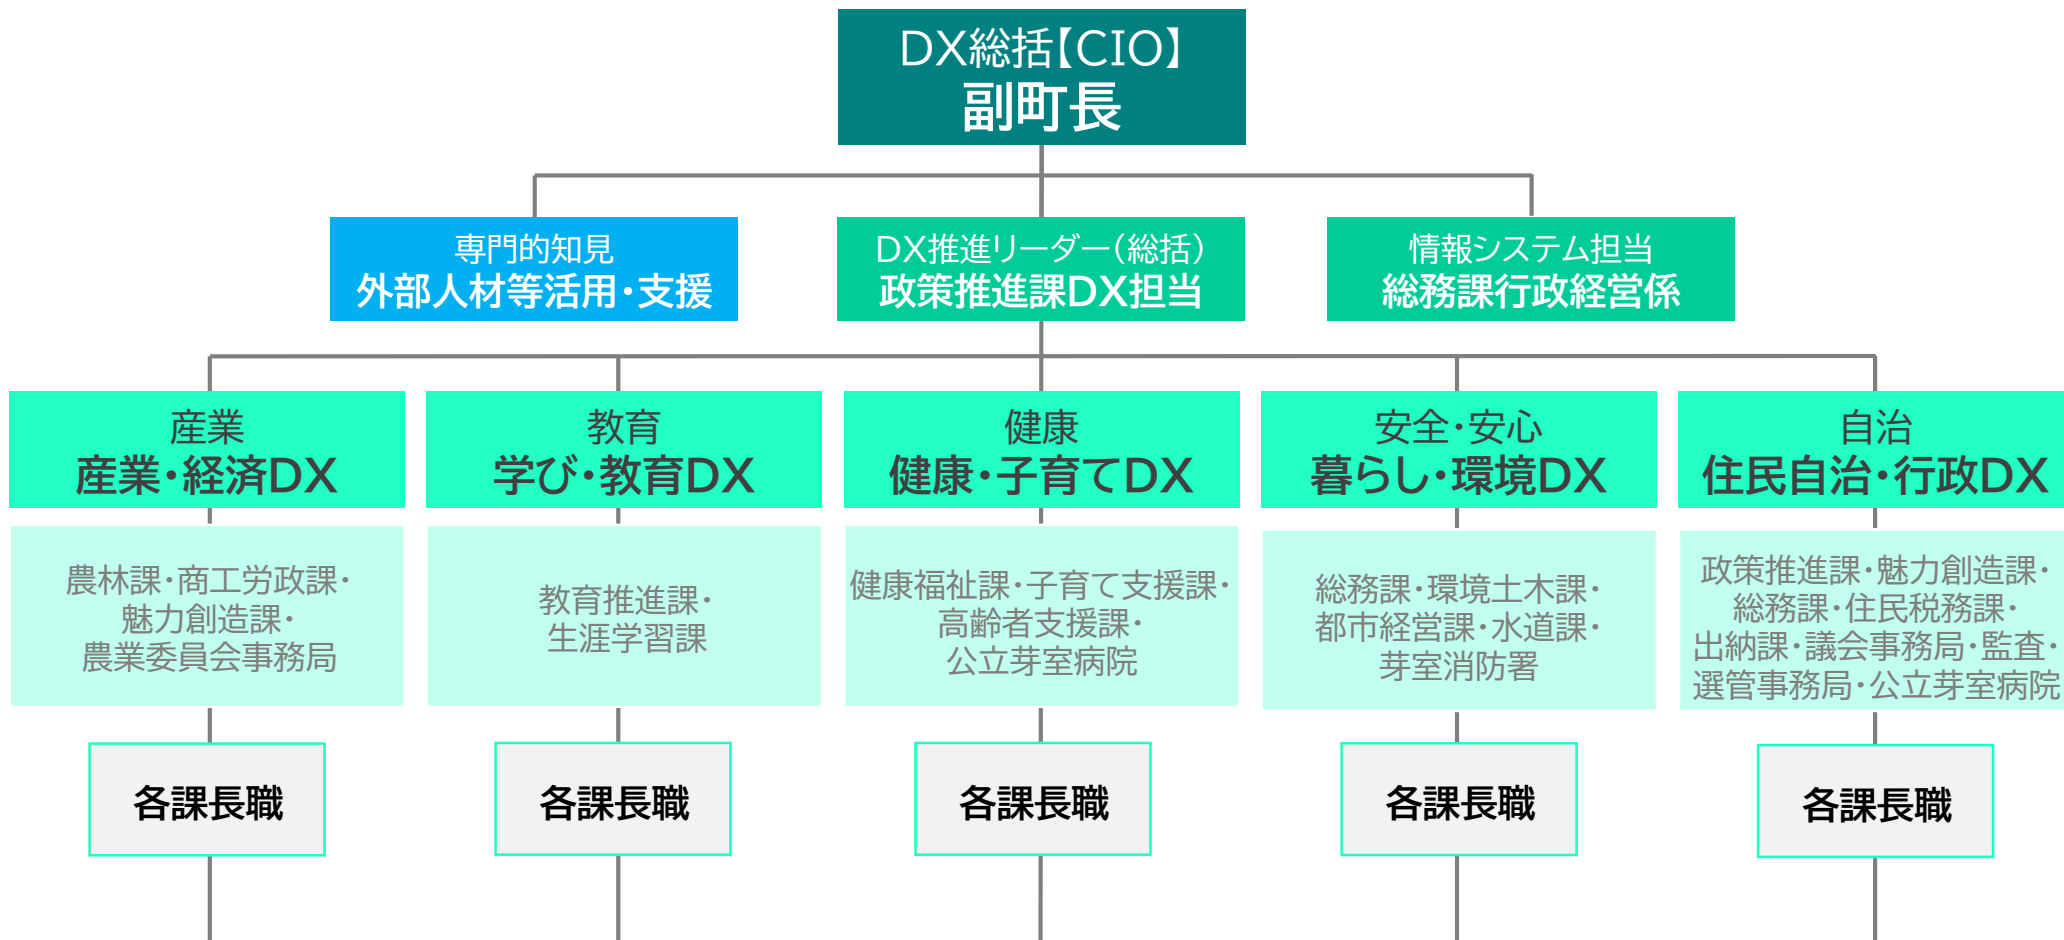 DX総括【CIO】
副町長
専門的知見
外部人材等活用・支援
DX推進リーダー（総括）
政策推進課DX担当
情報システム担当
総務課行政経営係
産業
産業・経済DX
教育
学び・教育DX
健康
健康・子育てDX
安全・安心
暮らし・環境DX
自治
住民自治・行政DX
農林課・商工労政課・
魅力創造課・
農業委員会事務局
教育推進課・
生涯学習課
健康福祉課・子育て支援課・
高齢者支援課・
公立芽室病院
総務課・環境土木課・
都市経営課・水道課・
芽室消防署
政策推進課・魅力創造課・
総務課・住民税務課・
出納課・議会事務局・監査・
選管事務局・公立芽室病院
各課長職
各課長職
各課長職
各課長職
各課長職